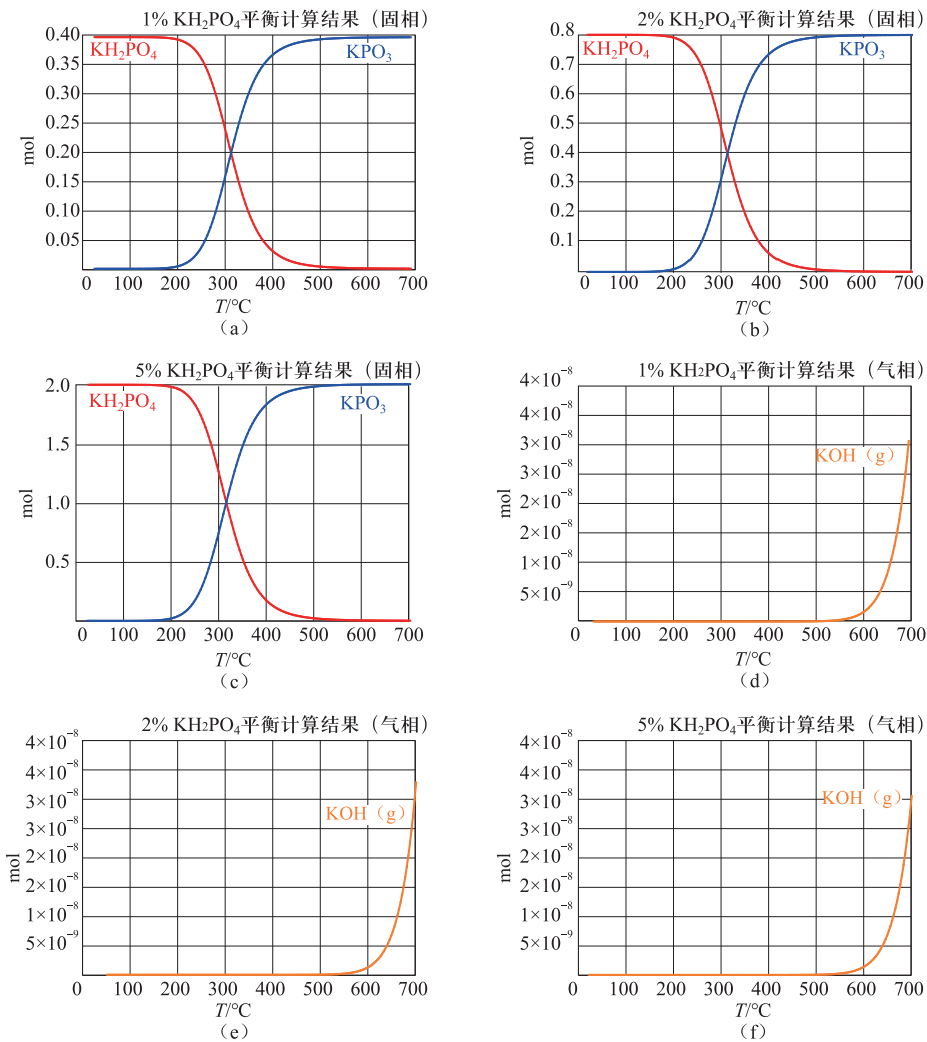 1% KH₂PO₄平衡计算结果（固相）
0.40
0.35
0.30
0.25
0.20
0.15
0.10
0.05
mol
KH₂PO₄
KPO₃
0 100 200 300 400 500 600 700
T/°C
（a）
2% KH₂PO₄平衡计算结果（固相）
0.8
0.7
0.6
0.5
0.4
0.3
0.2
0.1
mol
KH₂PO₄
KPO₃
0 100 200 300 400 500 600 700
T/°C
（b）
5% KH₂PO₄平衡计算结果（固相）
2.0
1.5
1.0
0.5
mol
KH₂PO₄
KPO₃
0 100 200 300 400 500 600 700
T/°C
（c）
1% KH₂PO₄平衡计算结果（气相）
4×10⁻⁸
4×10⁻⁸
3×10⁻⁸
3×10⁻⁸
2×10⁻⁸
2×10⁻⁸
1×10⁻⁸
5×10⁻⁹
mol
KOH（g）
0 100 200 300 400 500 600 700
T/°C
（d）
2% KH₂PO₄平衡计算结果（气相）
4×10⁻⁸
4×10⁻⁸
3×10⁻⁸
3×10⁻⁸
2×10⁻⁸
2×10⁻⁸
1×10⁻⁸
5×10⁻⁹
mol
KOH（g）
0 100 200 300 400 500 600 700
T/°C
（e）
5% KH₂PO₄平衡计算结果（气相）
4×10⁻⁸
4×10⁻⁸
3×10⁻⁸
3×10⁻⁸
2×10⁻⁸
2×10⁻⁸
1×10⁻⁸
5×10⁻⁹
mol
KOH（g）
0 100 200 300 400 500 600 700
T/°C
（f）